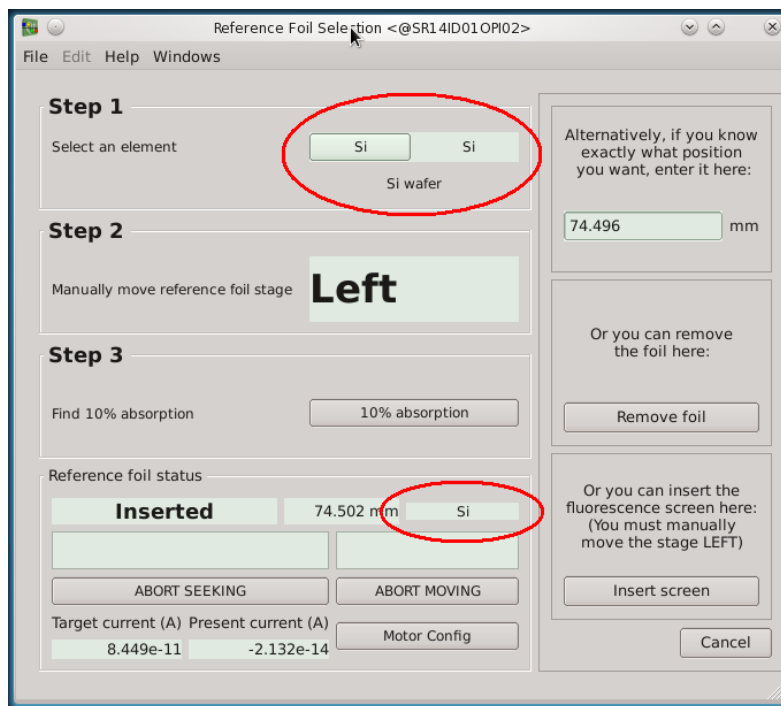 Reference Foil Selection <@SR14ID01OPI02>
File Edit Help Windows
Step 1
Select an element
Si
Si
Si wafer
Step 2
Manually move reference foil stage
Left
Step 3
Find 10% absorption
10% absorption
Reference foil status
Inserted
74.502 mm
Si
ABORT SEEKING
ABORT MOVING
Target current (A)
Present current (A)
8.449e-11
-2.132e-14
Motor Config
Alternatively, if you know
exactly what position
you want, enter it here:
74.496
mm
Or you can remove
the foil here:
Remove foil
Or you can insert the
fluorescence screen here:
(You must manually
move the stage LEFT)
Insert screen
Cancel